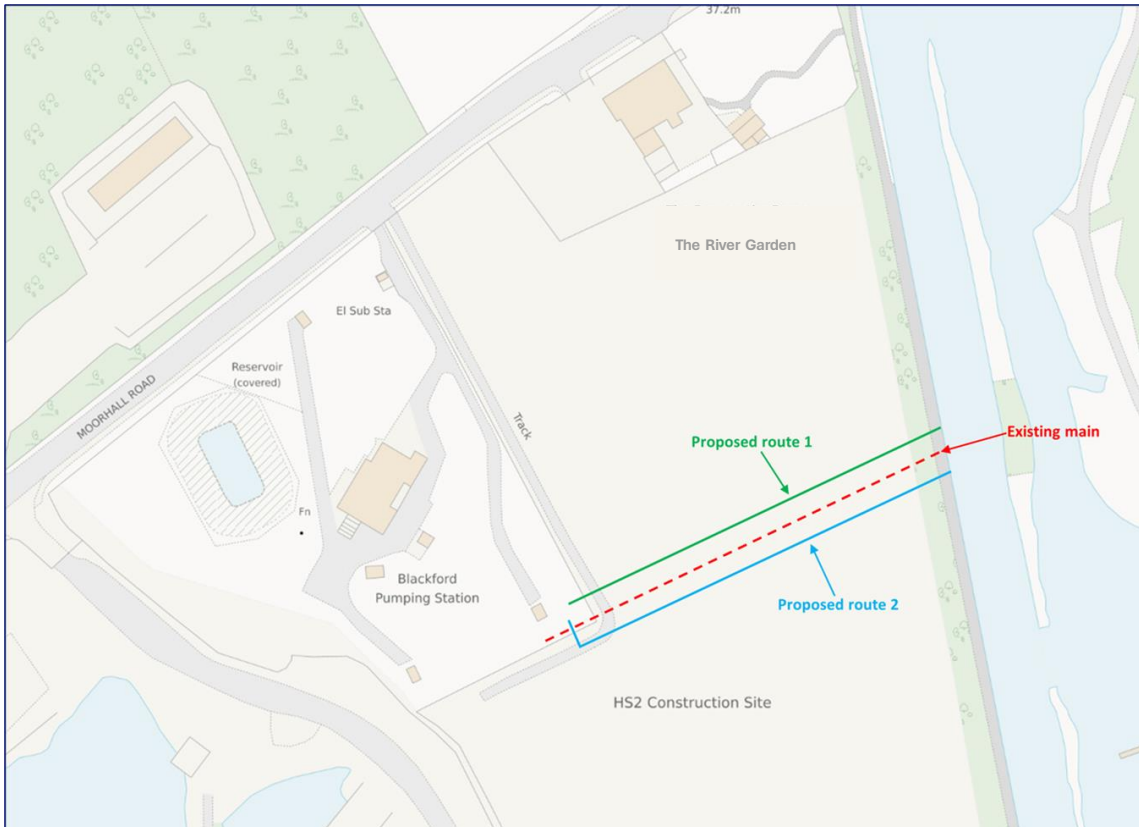 37.2m
The River Garden
El Sub Sta
Reservoir
(covered)
MOORHALL ROAD
Track
Existing main
Proposed route 1
Fn
Blackford
Pumping Station
Proposed route 2
HS2 Construction Site